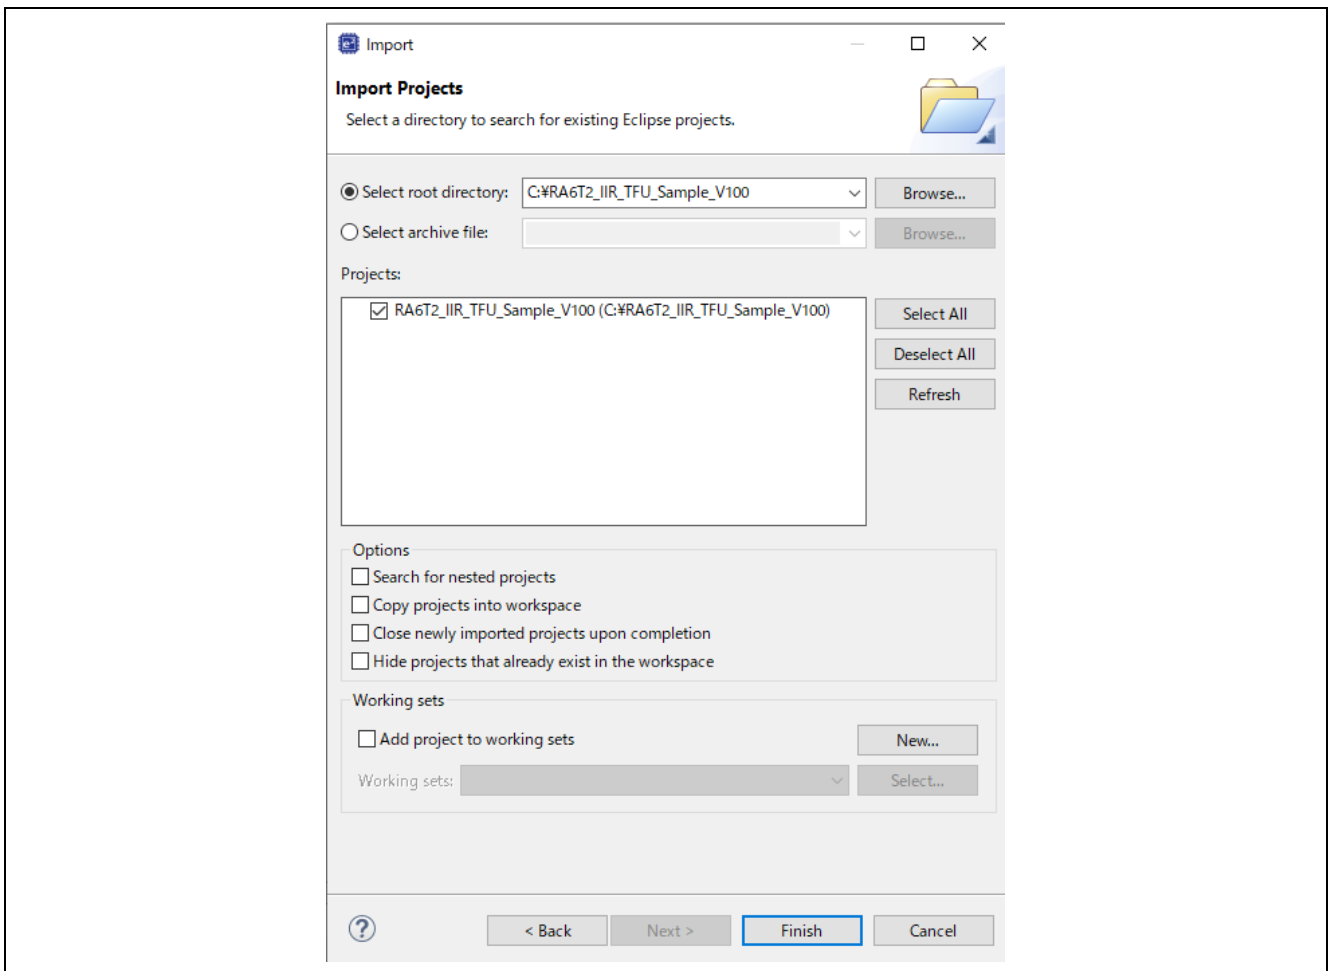 Import
Import Projects
Select a directory to search for existing Eclipse projects.
Select root directory: C:¥RA6T2_IIR_TFU_Sample_V100 Browse...
Select archive file: Browse...
Projects:
RA6T2_IIR_TFU_Sample_V100 (C:¥RA6T2_IIR_TFU_Sample_V100)
Select All
Deselect All
Refresh
Options
Search for nested projects
Copy projects into workspace
Close newly imported projects upon completion
Hide projects that already exist in the workspace
Working sets
Add project to working sets New...
Working sets: Select...
? < Back Next > Finish Cancel